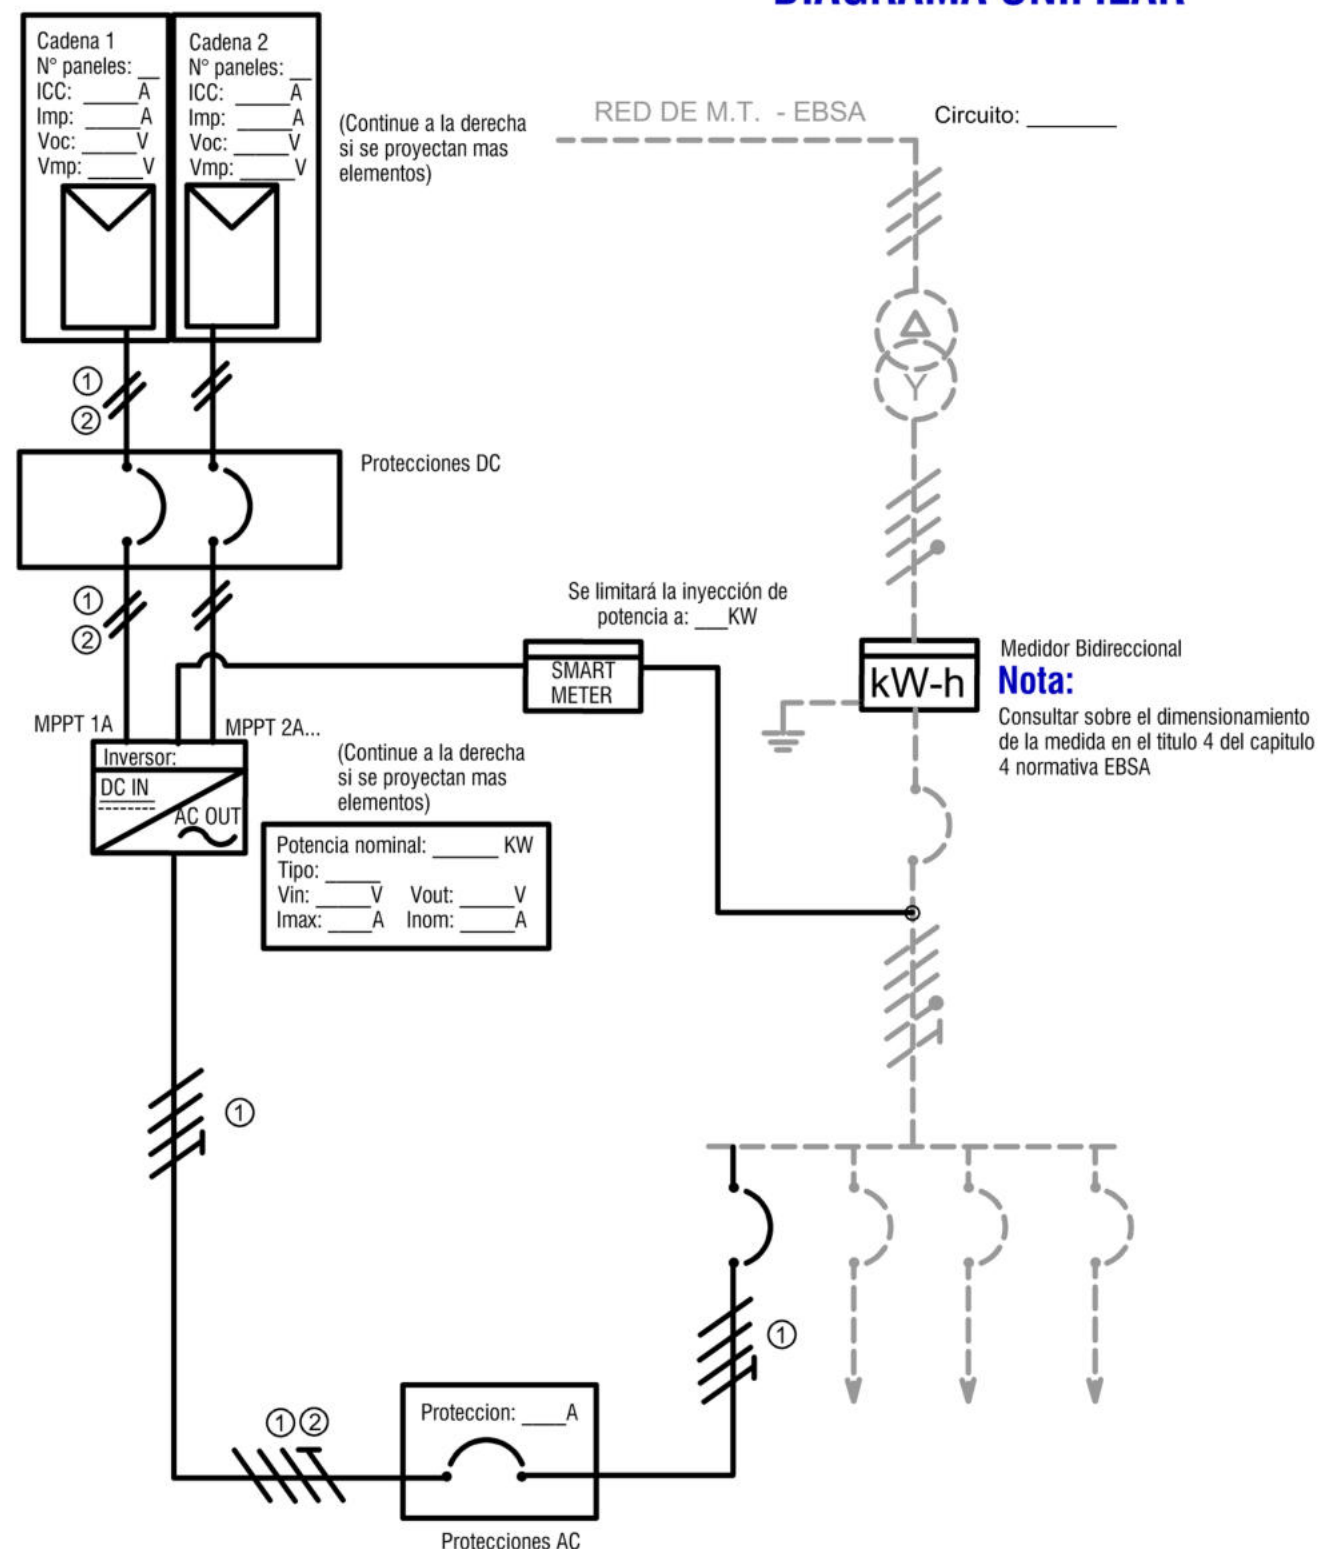 DIAGRAMA UNIFILAR
Cadena 1
N° paneles: __
ICC: _____A
Imp: _____A
Voc: _____V
Vmp: _____V
Cadena 2
N° paneles: __
ICC: _____A
Imp: _____A
Voc: _____V
Vmp: _____V
(Continue a la derecha
si se proyectan mas
elementos)
RED DE M.T. - EBSA
Circuito: _______
Δ
Y
①
②
Protecciones DC
①
②
Se limitará la inyección de
potencia a: ___KW
SMART
METER
kW-h
Medidor Bidireccional
Nota:
Consultar sobre el dimensionamiento
de la medida en el titulo 4 del capitulo
4 normativa EBSA
MPPT 1A
MPPT 2A...
Inversor:
DC IN
AC OUT
(Continue a la derecha
si se proyectan mas
elementos)
Potencia nominal: ______ KW
Tipo: _____
Vin: _____V Vout: _____V
Imax: ____A Inom: _____A
①
①
①②
Proteccion: ____A
Protecciones AC